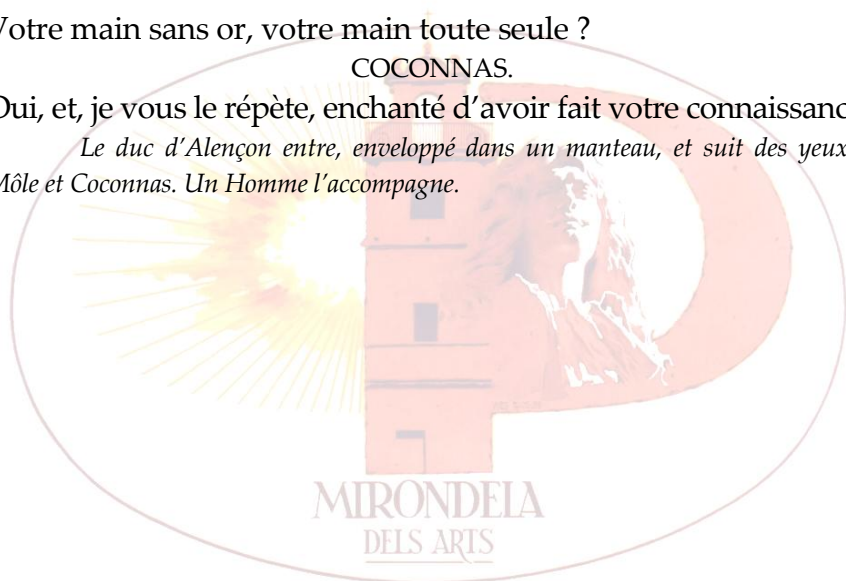 Votre main sans or, votre main toute seule ?
COCONNAS.
Oui, et, je vous le répète, enchanté d’avoir fait votre connaissanc
Le duc d’Alençon entre, enveloppé dans un manteau, et suit des yeux
Môle et Coconnas. Un Homme l’accompagne.
MIRONDELA
DELS ARTS